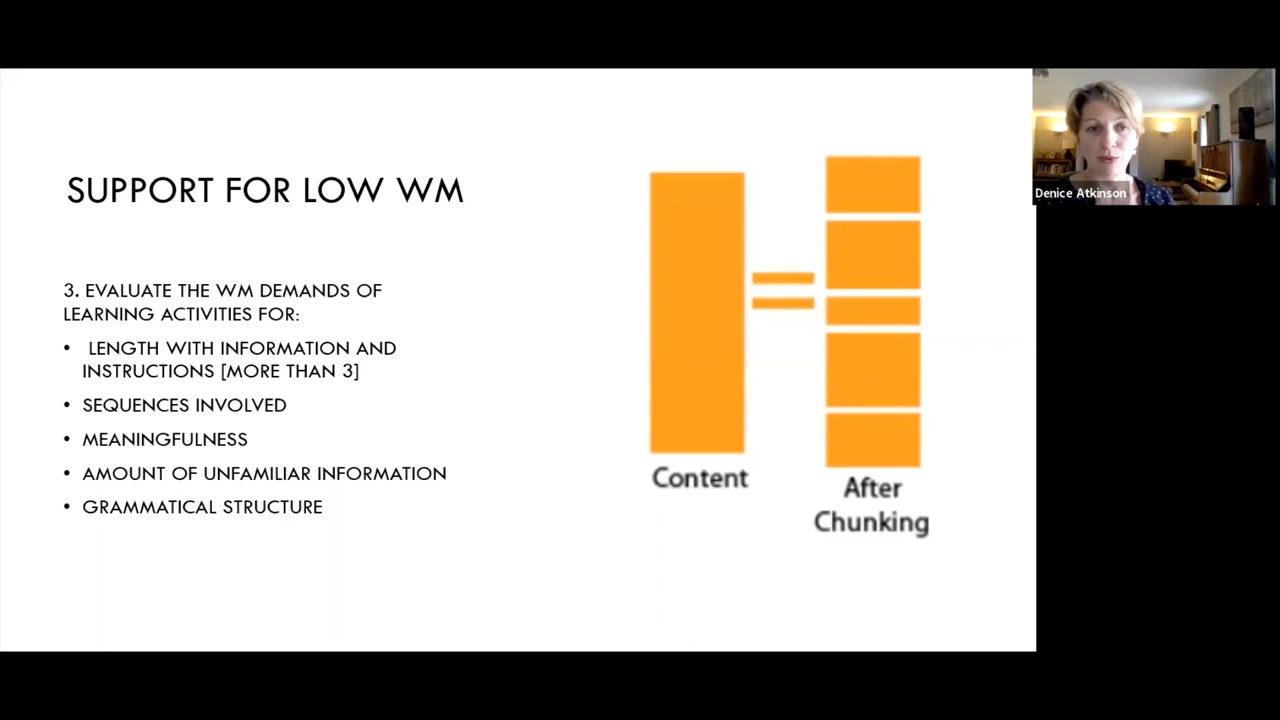 SUPPORT FOR LOW WM
3. EVALUATE THE WM DEMANDS OF
LEARNING ACTIVITIES FOR:
• LENGTH WITH INFORMATION AND
INSTRUCTIONS [MORE THAN 3]
• SEQUENCES INVOLVED
• MEANINGFULNESS
• AMOUNT OF UNFAMILIAR INFORMATION
• GRAMMATICAL STRUCTURE
Content
After
Chunking
Denice Atkinson